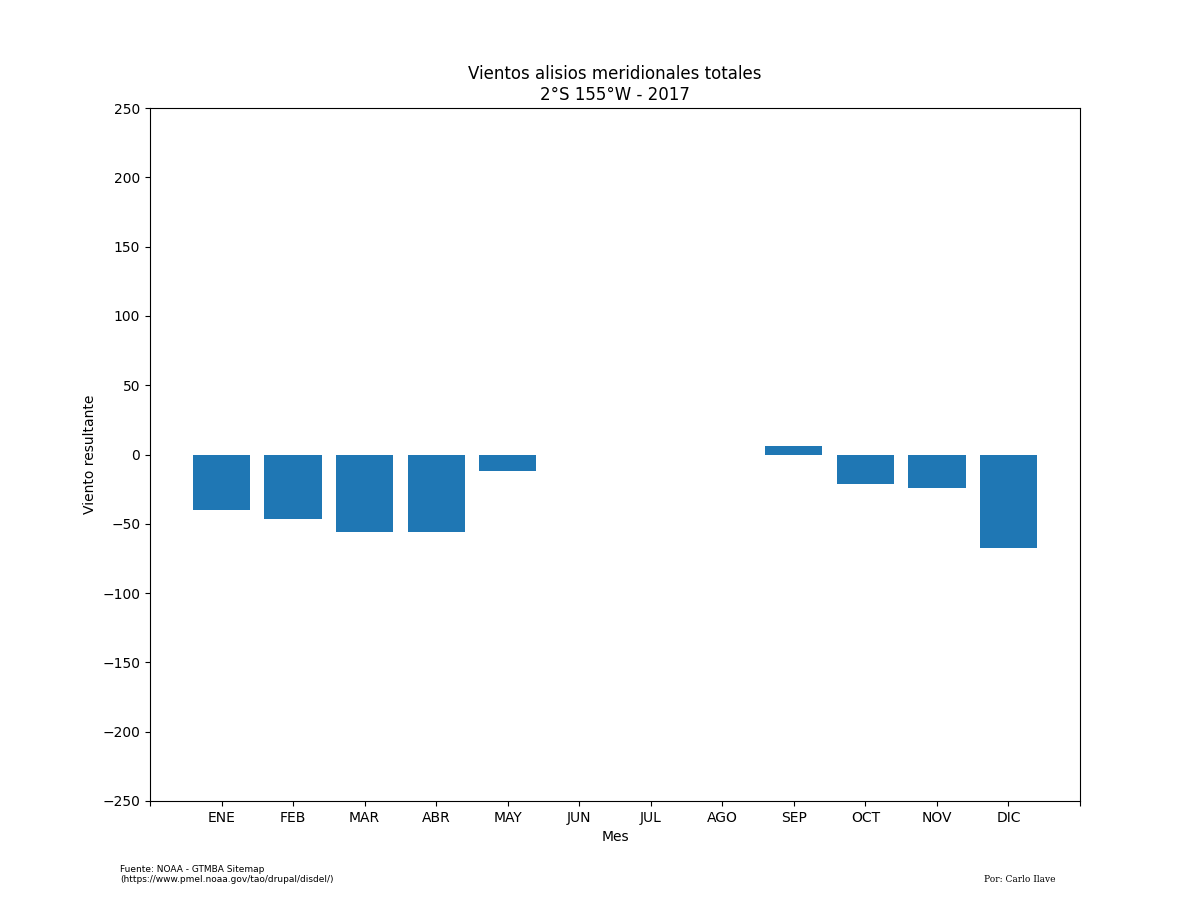 Vientos alisios meridionales totales
2°S 155°W - 2017
250
200
150
100
50
0
−50
−100
−150
−200
−250
Viento resultante
ENE FEB MAR ABR MAY JUN JUL AGO SEP OCT NOV DIC
Mes
Fuente: NOAA - GTMBA Sitemap
(https://www.pmel.noaa.gov/tao/drupal/disdel/)
Por: Carlo Ilave